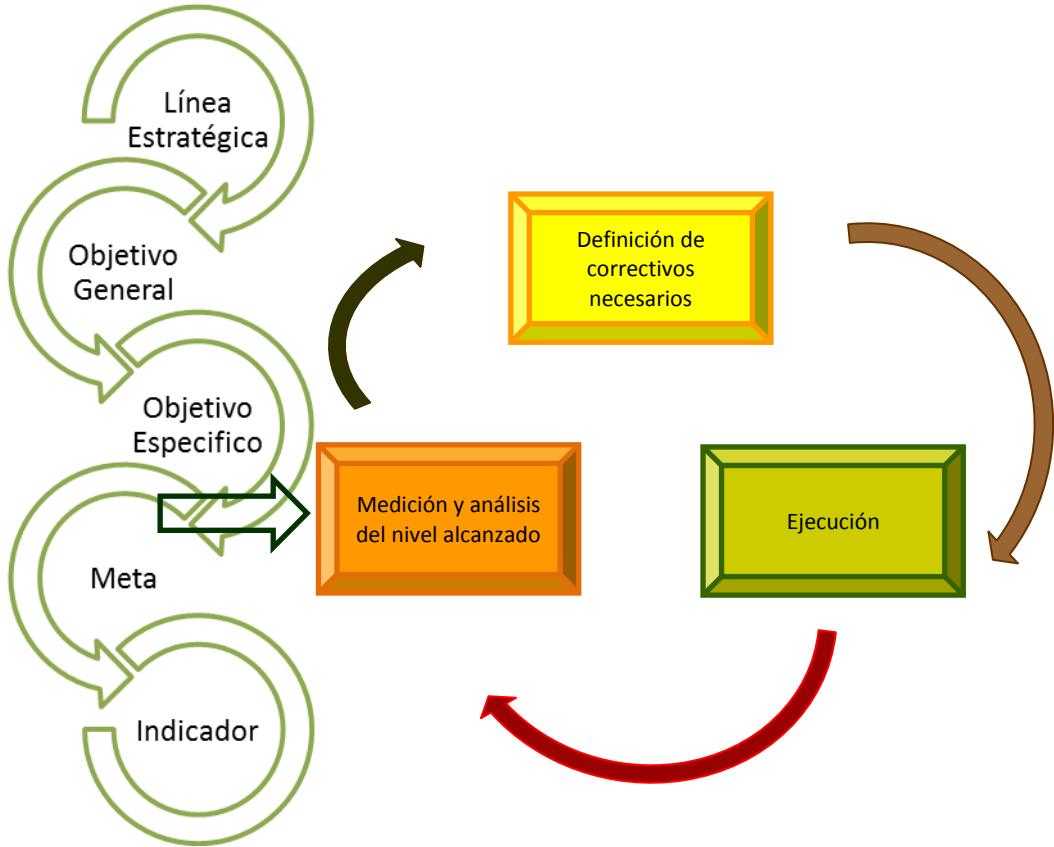 Línea
Estratégica
Objetivo
General
Objetivo
Especifico
Meta
Indicador
Definición de
correctivos
necesarios
Medición y análisis
del nivel alcanzado
Ejecución